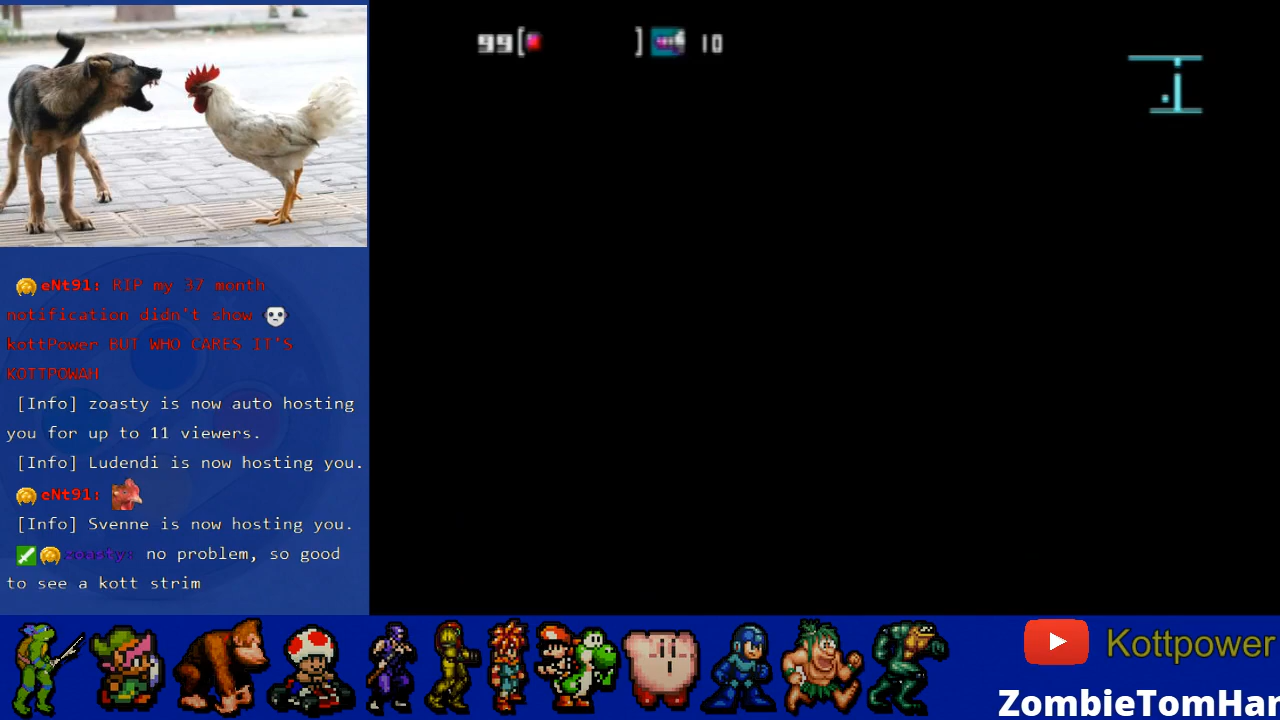 99[ ] 10
eNt91: RIP my 37 month
notification didn't show
kottPower BUT WHO CARES IT'S
KOTTPOWAH
[Info] zoasty is now auto hosting
you for up to 11 viewers.
[Info] Ludendi is now hosting you.
eNt91:
[Info] Svenne is now hosting you.
zoasty: no problem, so good
to see a kott strim
Kottpower
ZombieTomHan